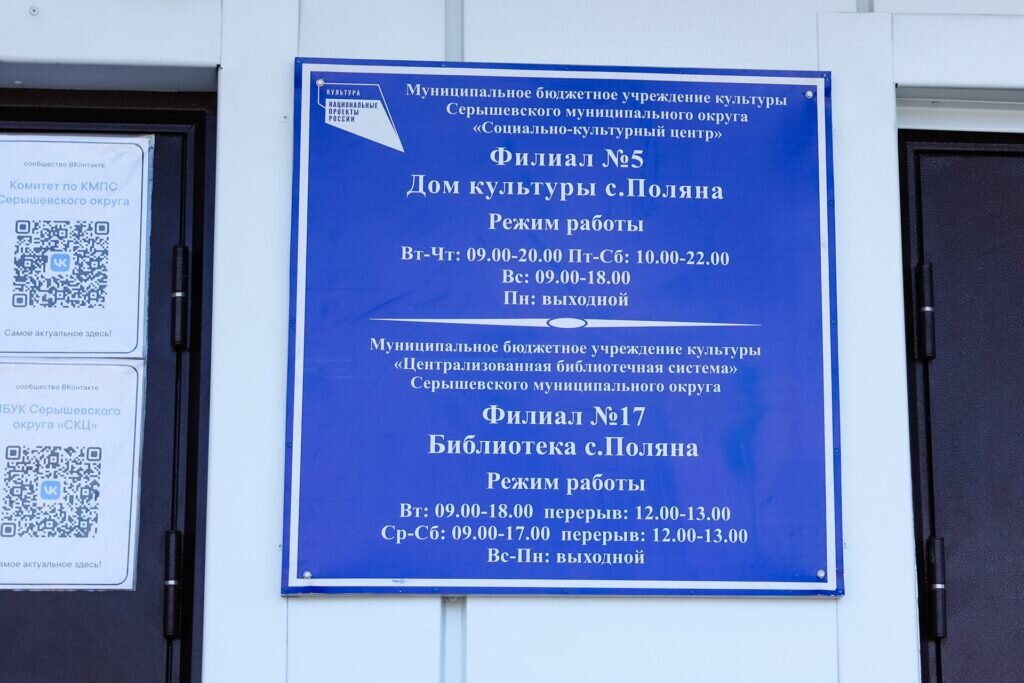 сообщество ВКонтакте
Комитет по КМПС
Серышевского округа
Самое актуальное здесь!
сообщество ВКонтакте
МБУК Серышевского
округа «СКЦ»
Самое актуальное здесь!
КУЛЬТУРА
НАЦИОНАЛЬНЫЕ
ПРОЕКТЫ
РОССИИ
Муниципальное бюджетное учреждение культуры
Серышевского муниципального округа
«Социально-культурный центр»
Филиал №5
Дом культуры с.Поляна
Режим работы
Вт-Чт: 09.00-20.00 Пт-Сб: 10.00-22.00
Вс: 09.00-18.00
Пн: выходной
Муниципальное бюджетное учреждение культуры
«Централизованная библиотечная система»
Серышевского муниципального округа
Филиал №17
Библиотека с.Поляна
Режим работы
Вт: 09.00-18.00 перерыв: 12.00-13.00
Ср-Сб: 09.00-17.00 перерыв: 12.00-13.00
Вс-Пн: выходной